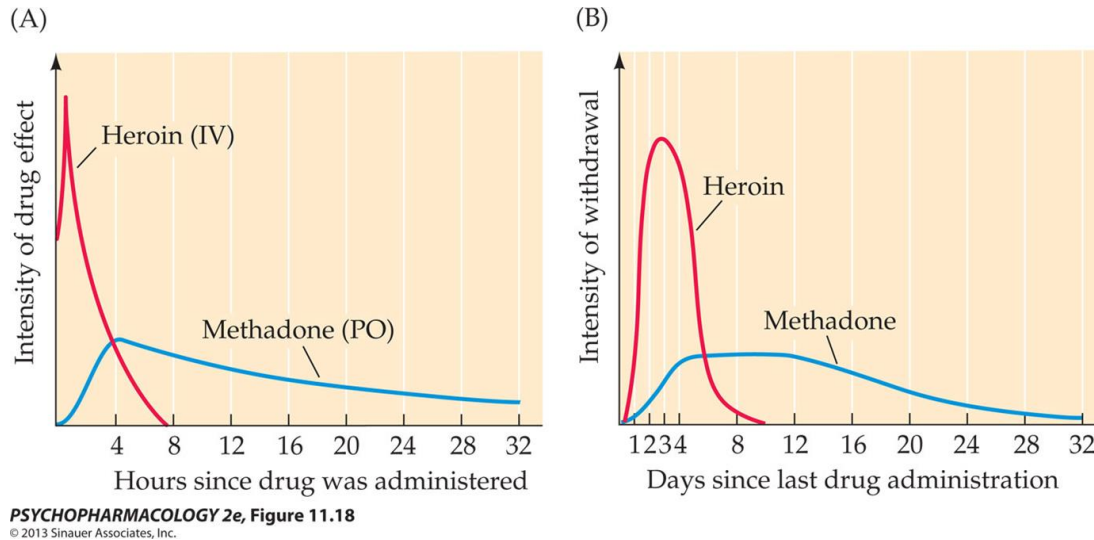 (A)
Intensity of drug effect
Heroin (IV)
Methadone (PO)
4 8 12 16 20 24 28 32
Hours since drug was administered
(B)
Intensity of withdrawal
Heroin
Methadone
1 2 3 4 8 12 16 20 24 28 32
Days since last drug administration
PSYCHOPHARMACOLOGY 2e, Figure 11.18
© 2013 Sinauer Associates, Inc.